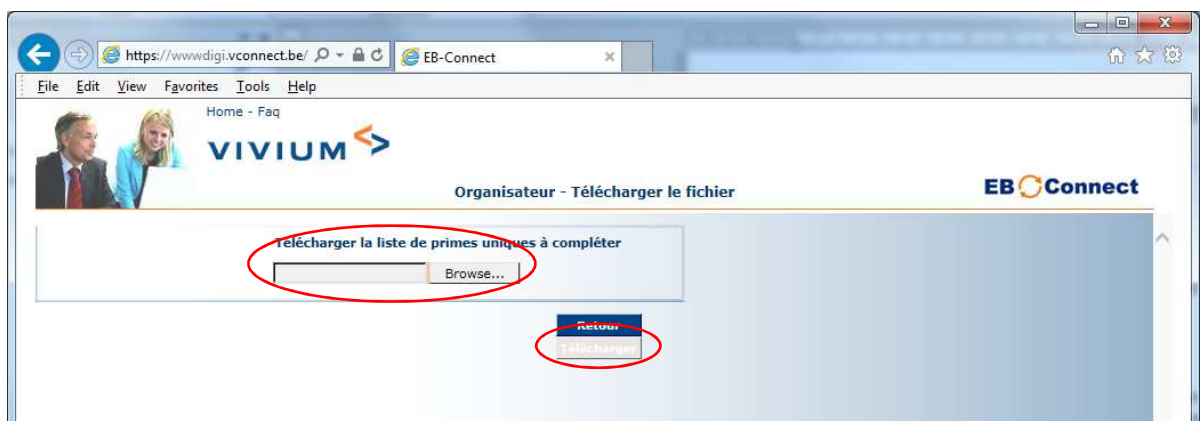 https://wwwdigi.vconnect.be/
EB-Connect
File Edit View Favorites Tools Help
Home - Faq
VIVIUM
Organisateur - Télécharger le fichier
EB Connect
Télécharger la liste de primes uniques à compléter
Browse...
Retour
Télécharger